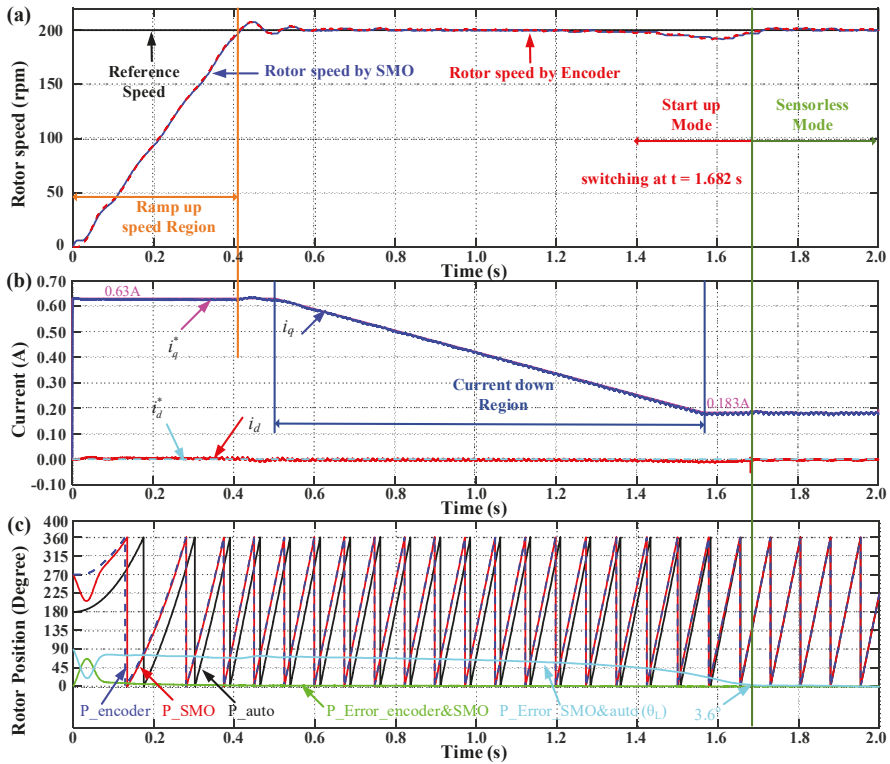 (a)
Rotor speed (rpm)
200
150
100
50
0
Reference
Speed
Rotor speed by SMO
Rotor speed by Encoder
Start up
Mode
Sensorless
Mode
switching at t = 1.682 s
Ramp up
speed Region
0 0.2 0.4 0.6 0.8 1.0 1.2 1.4 1.6 1.8 2.0
Time (s)
(b)
Current (A)
0.70
0.60
0.50
0.40
0.30
0.20
0.10
0.00
-0.10
0.63A
i_q^*
i_q
i_d^*
i_d
Current down
Region
0.183A
0 0.2 0.4 0.6 0.8 1.0 1.2 1.4 1.6 1.8 2.0
Time (s)
(c)
Rotor Position (Degree)
400
360
315
270
225
180
135
90
45
0
P_encoder P_SMO P_auto P_Error_encoder&SMO P_Error_SMO&auto (θ_L) 3.6°
0 0.2 0.4 0.6 0.8 1.0 1.2 1.4 1.6 1.8 2.0
Time (s)